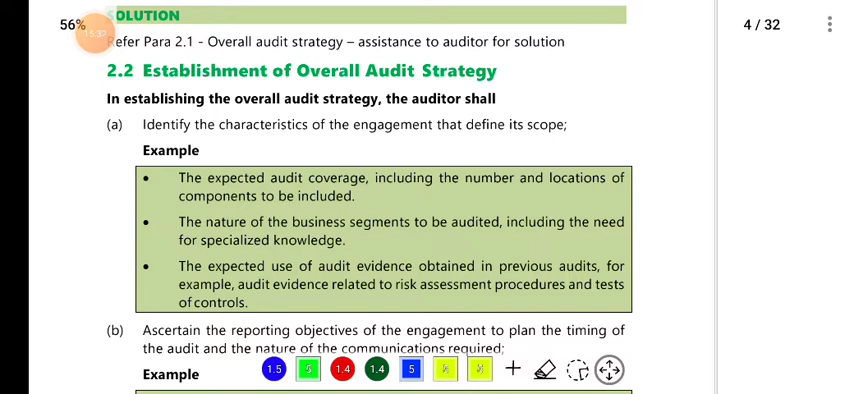 SOLUTION
56%
4 / 32
15:33
Refer Para 2.1 - Overall audit strategy – assistance to auditor for solution
2.2 Establishment of Overall Audit Strategy
In establishing the overall audit strategy, the auditor shall
(a) Identify the characteristics of the engagement that define its scope;
Example
• The expected audit coverage, including the number and locations of
components to be included.
• The nature of the business segments to be audited, including the need
for specialized knowledge.
• The expected use of audit evidence obtained in previous audits, for
example, audit evidence related to risk assessment procedures and tests
of controls.
(b) Ascertain the reporting objectives of the engagement to plan the timing of
the audit and the nature of the communications required;
Example
1.5 5 1.4 1.4 5